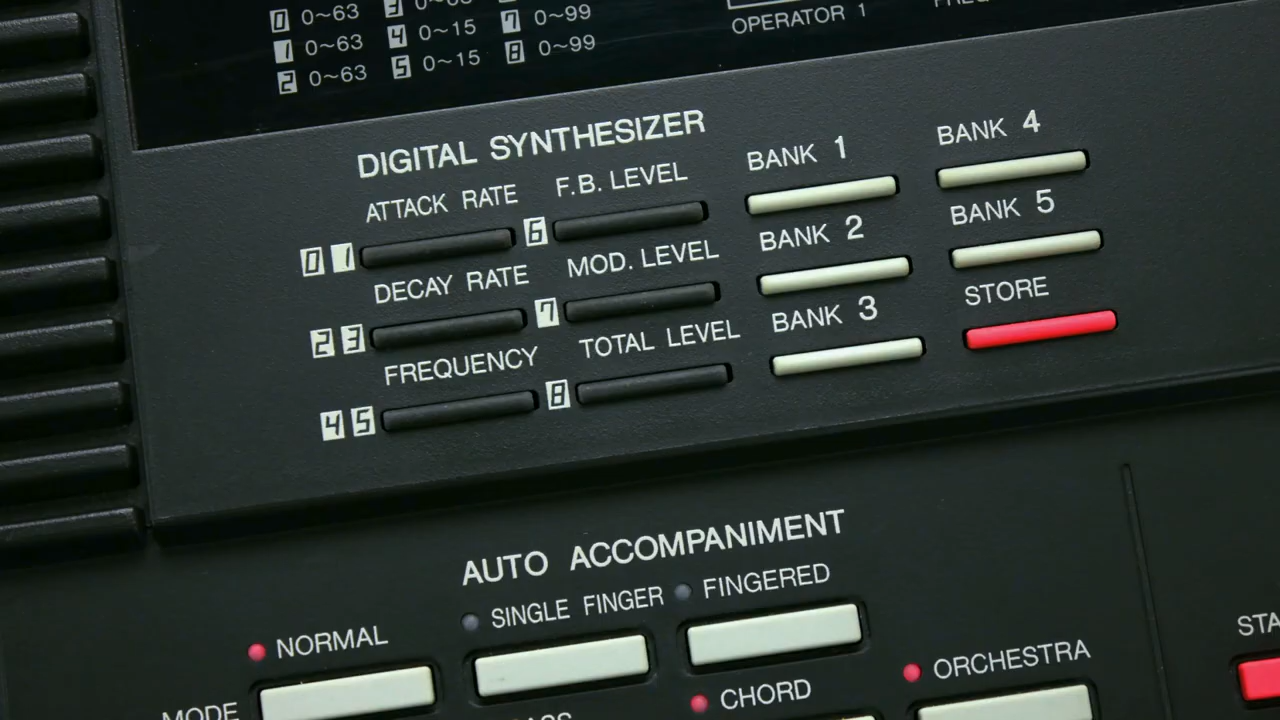 0 0~63 3 7 0~99
1 0~63 4 0~15 8 0~99
2 0~63 5 0~15
OPERATOR 1
DIGITAL SYNTHESIZER
ATTACK RATE F.B. LEVEL BANK 1 BANK 4
0 1 6
DECAY RATE MOD. LEVEL BANK 2 BANK 5
2 3 7
FREQUENCY TOTAL LEVEL BANK 3 STORE
4 5 8
AUTO ACCOMPANIMENT
NORMAL SINGLE FINGER FINGERED
MODE CHORD ORCHESTRA